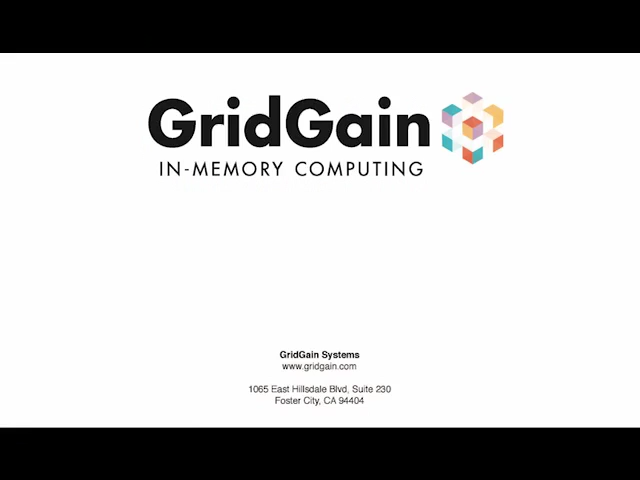 GridGain
IN-MEMORY COMPUTING
GridGain Systems
www.gridgain.com
1065 East Hillsdale Blvd, Suite 230
Foster City, CA 94404